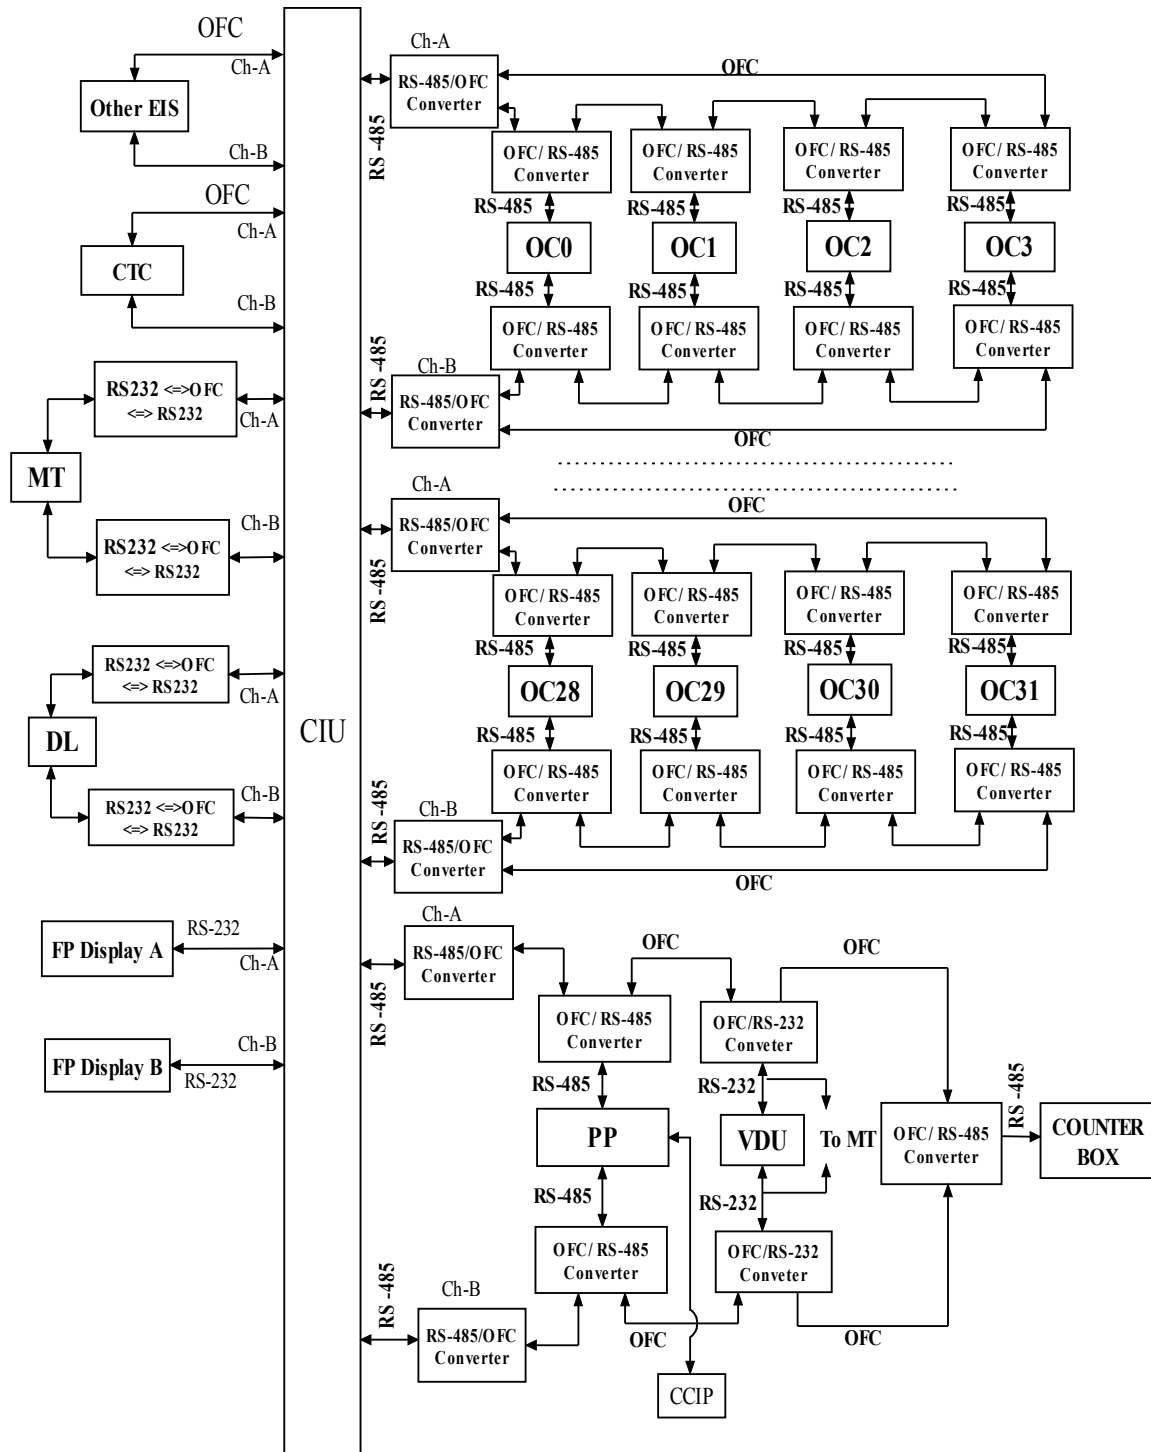 OFC
Ch-A
Other EIS
Ch-B
OFC
Ch-A
CTC
Ch-B
RS232 <=>OFC
<=> RS232
Ch-A
MT
Ch-B
RS232 <=>OFC
<=> RS232
RS232 <=>OFC
<=> RS232
Ch-A
DL
Ch-B
RS232 <=>OFC
<=> RS232
RS-232
FP Display A
Ch-A
Ch-B
FP Display B
RS-232
CIU
Ch-A
RS-485/OFC
Converter
RS -485
OFC
OFC/ RS-485
Converter
OFC/ RS-485
Converter
OFC/ RS-485
Converter
OFC/ RS-485
Converter
RS-485
RS-485
RS-485
RS-485
OC0
OC1
OC2
OC3
RS-485
RS-485
RS-485
RS-485
OFC/ RS-485
Converter
OFC/ RS-485
Converter
OFC/ RS-485
Converter
OFC/ RS-485
Converter
RS -485
Ch-B
RS-485/OFC
Converter
OFC
Ch-A
RS-485/OFC
Converter
RS -485
OFC
OFC/ RS-485
Converter
OFC/ RS-485
Converter
OFC/ RS-485
Converter
OFC/ RS-485
Converter
RS-485
RS-485
RS-485
RS-485
OC28
OC29
OC30
OC31
RS-485
RS-485
RS-485
RS-485
OFC/ RS-485
Converter
OFC/ RS-485
Converter
OFC/ RS-485
Converter
OFC/ RS-485
Converter
RS -485
Ch-B
RS-485/OFC
Converter
OFC
Ch-A
RS-485/OFC
Converter
RS -485
OFC
OFC
OFC/ RS-485
Converter
OFC/RS-232
Conveter
RS-485
RS-232
PP
VDU
To MT
OFC/ RS-485
Converter
RS -485
COUNTER
BOX
RS-485
RS-232
OFC/ RS-485
Converter
OFC/RS-232
Conveter
RS -485
Ch-B
RS-485/OFC
Converter
OFC
OFC
CCIP